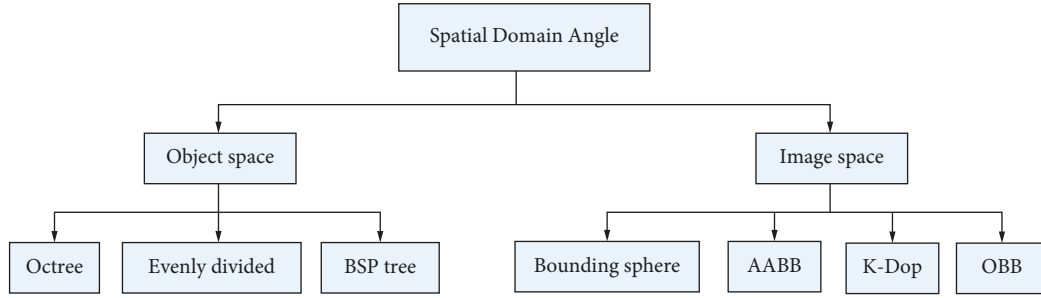 Spatial Domain Angle
Object space
Image space
Octree
Evenly divided
BSP tree
Bounding sphere
AABB
K-Dop
OBB